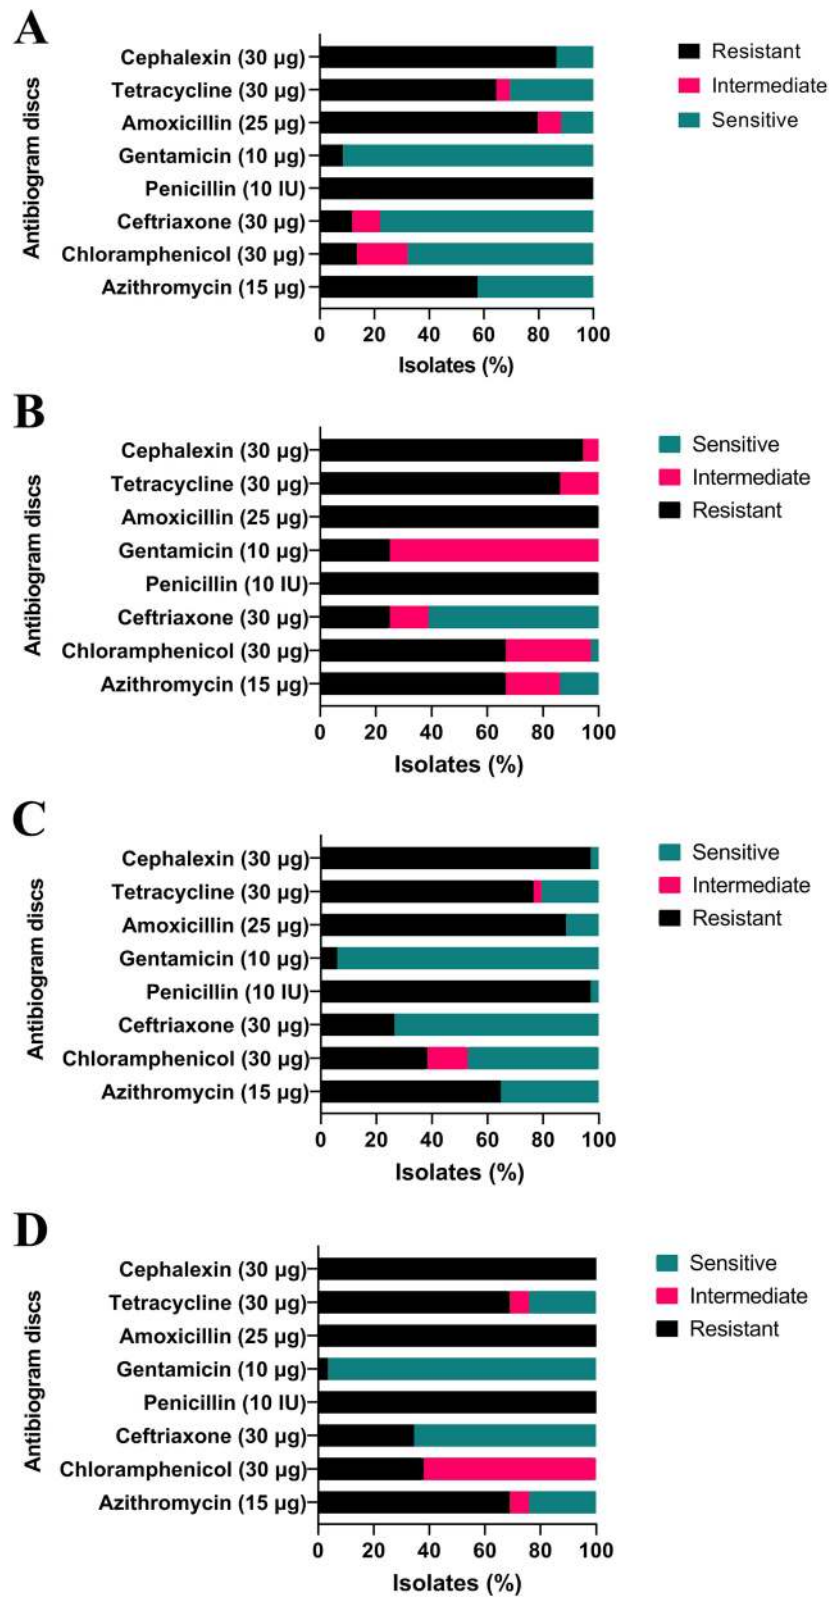 A
Antibiogram discs
Cephalexin (30 µg)
Tetracycline (30 µg)
Amoxicillin (25 µg)
Gentamicin (10 µg)
Penicillin (10 IU)
Ceftriaxone (30 µg)
Chloramphenicol (30 µg)
Azithromycin (15 µg)
0 20 40 60 80 100
Isolates (%)
Resistant
Intermediate
Sensitive
B
Antibiogram discs
Cephalexin (30 µg)
Tetracycline (30 µg)
Amoxicillin (25 µg)
Gentamicin (10 µg)
Penicillin (10 IU)
Ceftriaxone (30 µg)
Chloramphenicol (30 µg)
Azithromycin (15 µg)
0 20 40 60 80 100
Isolates (%)
Sensitive
Intermediate
Resistant
C
Antibiogram discs
Cephalexin (30 µg)
Tetracycline (30 µg)
Amoxicillin (25 µg)
Gentamicin (10 µg)
Penicillin (10 IU)
Ceftriaxone (30 µg)
Chloramphenicol (30 µg)
Azithromycin (15 µg)
0 20 40 60 80 100
Isolates (%)
Sensitive
Intermediate
Resistant
D
Antibiogram discs
Cephalexin (30 µg)
Tetracycline (30 µg)
Amoxicillin (25 µg)
Gentamicin (10 µg)
Penicillin (10 IU)
Ceftriaxone (30 µg)
Chloramphenicol (30 µg)
Azithromycin (15 µg)
0 20 40 60 80 100
Isolates (%)
Sensitive
Intermediate
Resistant